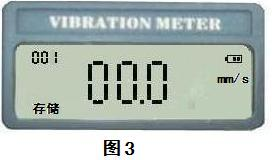 VIBRATION METER
001
00.0
mm/s
存储
图3